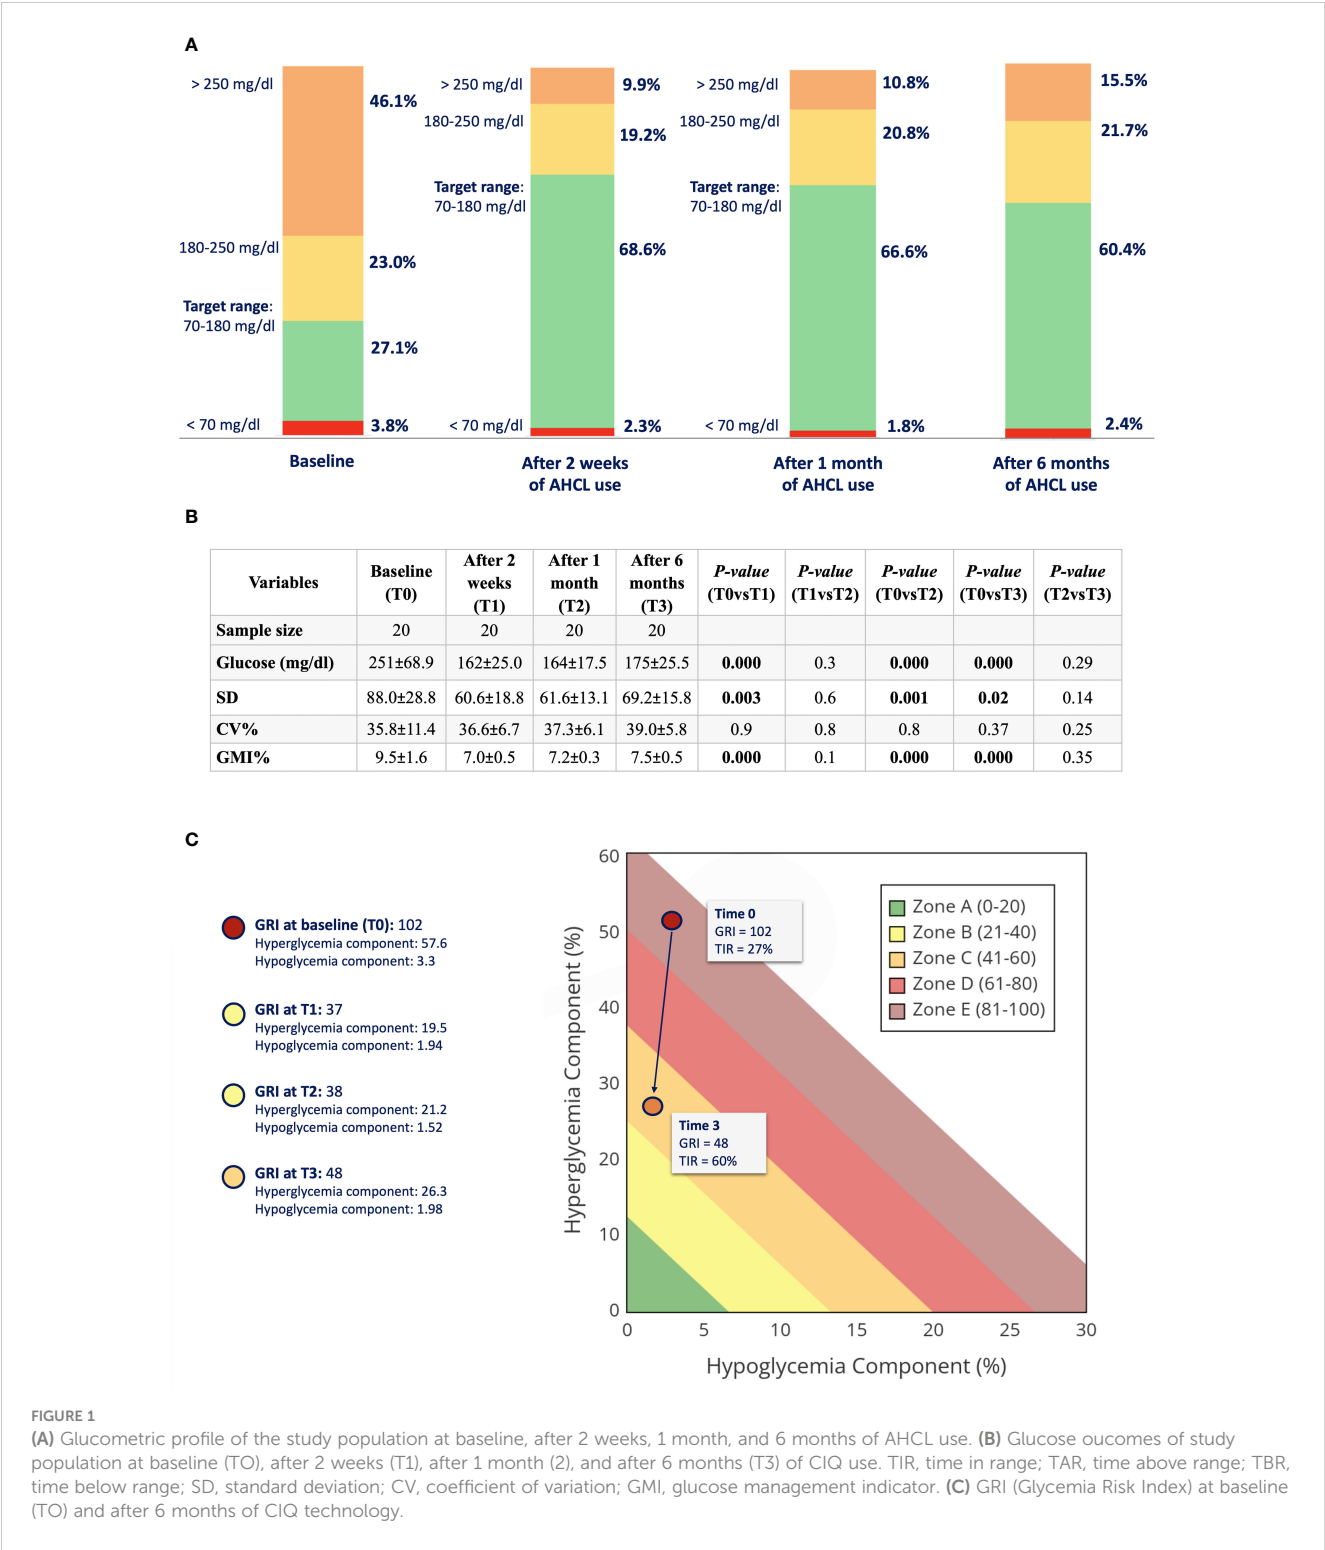 A
> 250 mg/dl
46.1%
180-250 mg/dl
23.0%
Target range:
70-180 mg/dl
27.1%
< 70 mg/dl
3.8%
Baseline
> 250 mg/dl
9.9%
180-250 mg/dl
19.2%
Target range:
70-180 mg/dl
68.6%
< 70 mg/dl
2.3%
After 2 weeks
of AHCL use
> 250 mg/dl
10.8%
180-250 mg/dl
20.8%
Target range:
70-180 mg/dl
66.6%
< 70 mg/dl
1.8%
After 1 month
of AHCL use
15.5%
21.7%
60.4%
2.4%
After 6 months
of AHCL use
B
Variables Baseline (T0) After 2 weeks (T1) After 1 month (T2) After 6 months (T3) P-value (T0vsT1) P-value (T1vsT2) P-value (T0vsT2) P-value (T0vsT3) P-value (T2vsT3)
Sample size 20 20 20 20
Glucose (mg/dl) 251±68.9 162±25.0 164±17.5 175±25.5 0.000 0.3 0.000 0.000 0.29
SD 88.0±28.8 60.6±18.8 61.6±13.1 69.2±15.8 0.003 0.6 0.001 0.02 0.14
CV% 35.8±11.4 36.6±6.7 37.3±6.1 39.0±5.8 0.9 0.8 0.8 0.37 0.25
GMI% 9.5±1.6 7.0±0.5 7.2±0.3 7.5±0.5 0.000 0.1 0.000 0.000 0.35
C
GRI at baseline (T0): 102
Hyperglycemia component: 57.6
Hypoglycemia component: 3.3
GRI at T1: 37
Hyperglycemia component: 19.5
Hypoglycemia component: 1.94
GRI at T2: 38
Hyperglycemia component: 21.2
Hypoglycemia component: 1.52
GRI at T3: 48
Hyperglycemia component: 26.3
Hypoglycemia component: 1.98
Hyperglycemia Component (%)
60
50
40
30
20
10
0
Time 0
GRI = 102
TIR = 27%
Time 3
GRI = 48
TIR = 60%
Zone A (0-20)
Zone B (21-40)
Zone C (41-60)
Zone D (61-80)
Zone E (81-100)
0 5 10 15 20 25 30
Hypoglycemia Component (%)
FIGURE 1
(A) Glucometric profile of the study population at baseline, after 2 weeks, 1 month, and 6 months of AHCL use. (B) Glucose oucomes of study
population at baseline (TO), after 2 weeks (T1), after 1 month (2), and after 6 months (T3) of CIQ use. TIR, time in range; TAR, time above range; TBR,
time below range; SD, standard deviation; CV, coefficient of variation; GMI, glucose management indicator. (C) GRI (Glycemia Risk Index) at baseline
(TO) and after 6 months of CIQ technology.